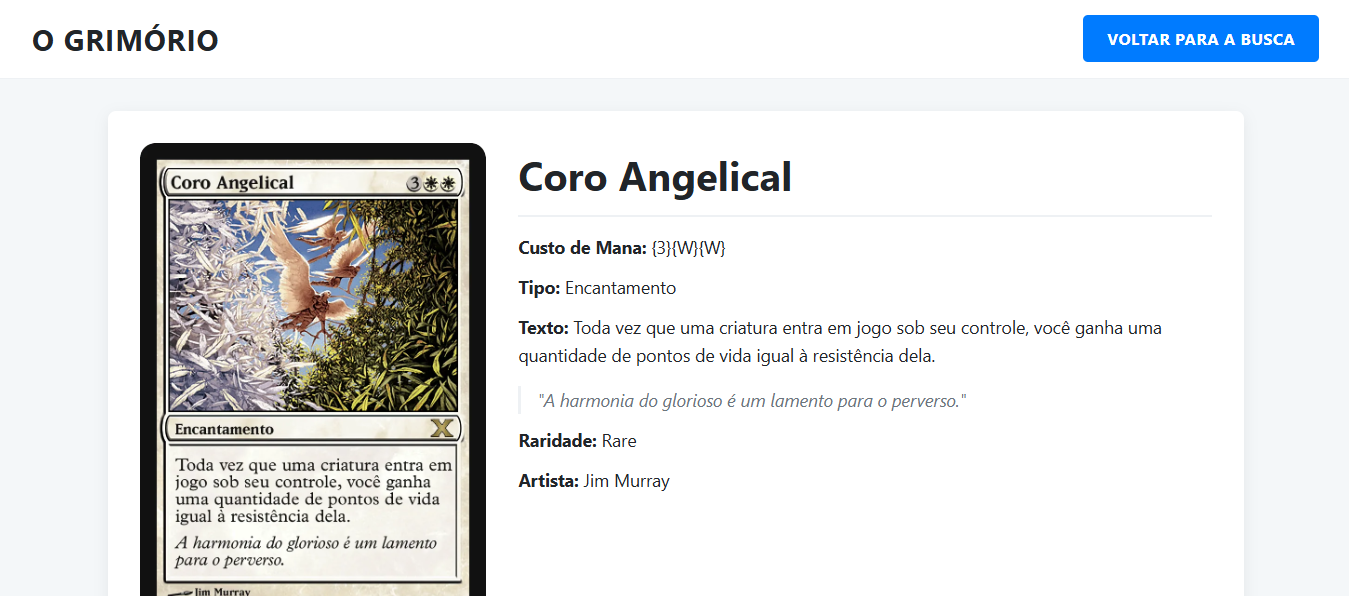 O GRIMÓRIO
VOLTAR PARA A BUSCA
Coro Angelical
3
Encantamento
X
Toda vez que uma criatura entra em
jogo sob seu controle, você ganha
uma quantidade de pontos de vida
igual à resistência dela.
A harmonia do glorioso é um lamento
para o perverso.
Jim Murray
Coro Angelical
Custo de Mana: {3}{W}{W}
Tipo: Encantamento
Texto: Toda vez que uma criatura entra em jogo sob seu controle, você ganha uma
quantidade de pontos de vida igual à resistência dela.
"A harmonia do glorioso é um lamento para o perverso."
Raridade: Rare
Artista: Jim Murray